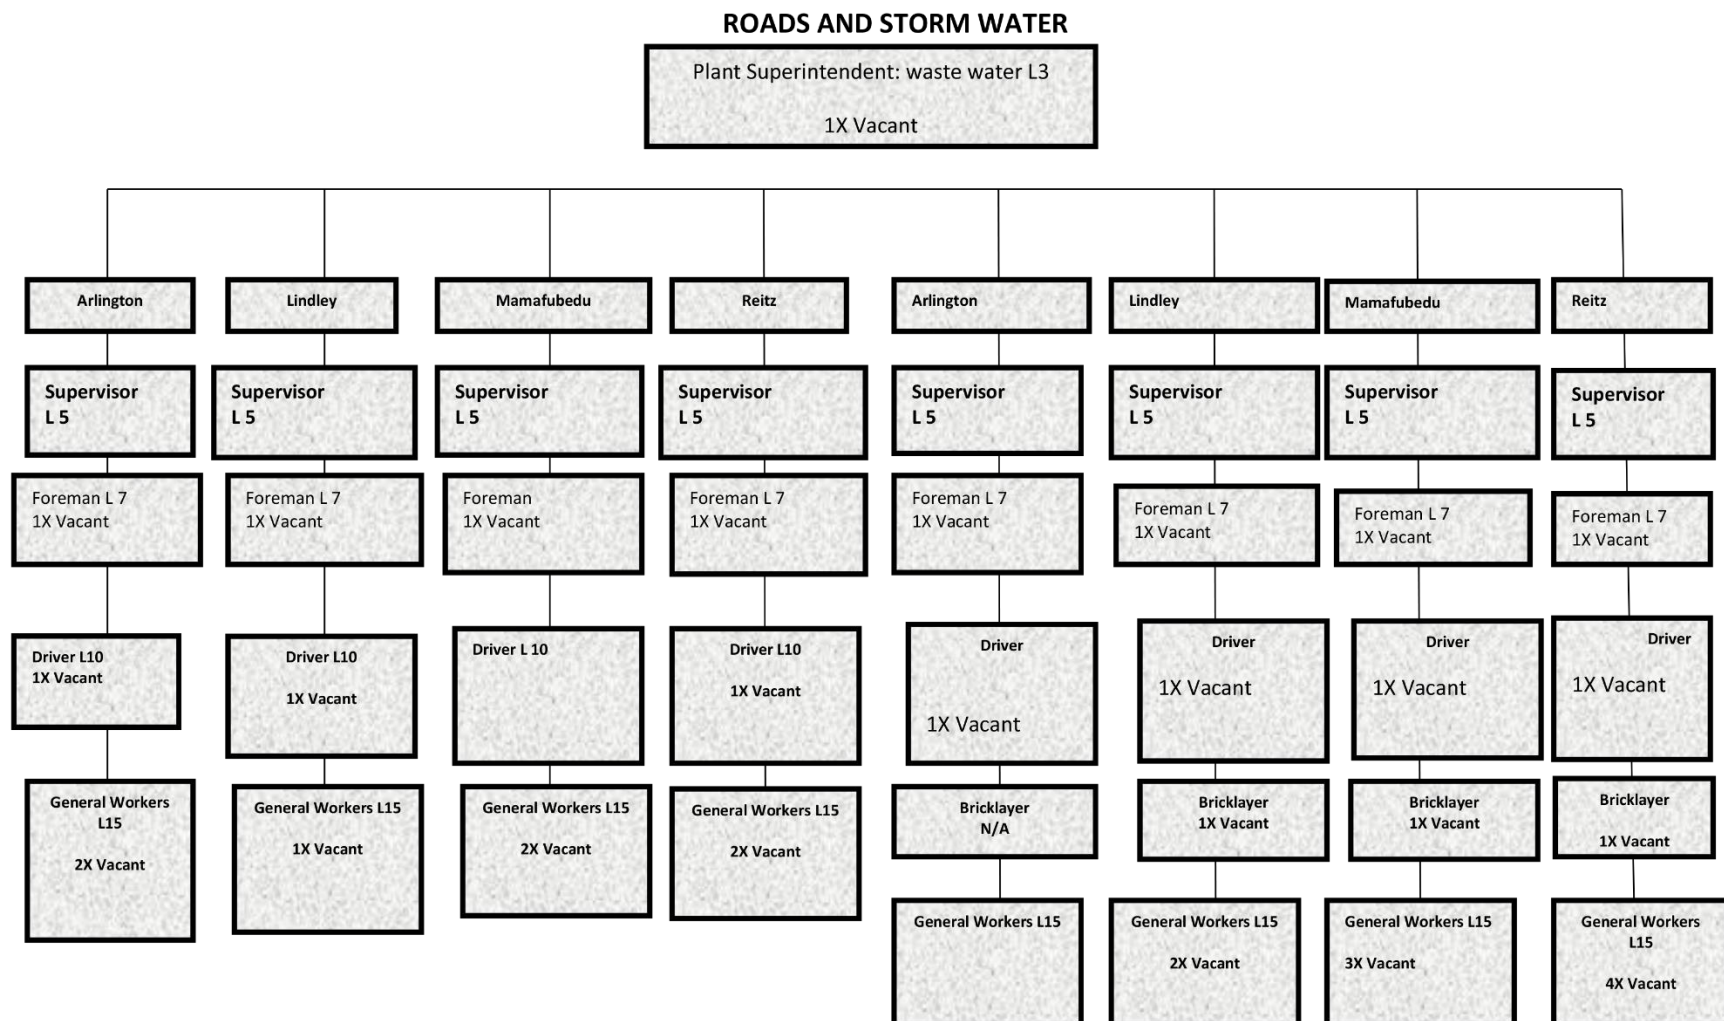 ROADS AND STORM WATER
Plant Superintendent: waste water L3
1X Vacant
Arlington
Lindley
Mamafubedu
Reitz
Arlington
Lindley
Mamafubedu
Reitz
Supervisor
L 5
Supervisor
L 5
Supervisor
L 5
Supervisor
L 5
Supervisor
L 5
Supervisor
L 5
Supervisor
L 5
Supervisor
L 5
Foreman L 7
1X Vacant
Foreman L 7
1X Vacant
Foreman
1X Vacant
Foreman L 7
1X Vacant
Foreman L 7
1X Vacant
Foreman L 7
1X Vacant
Foreman L 7
1X Vacant
Foreman L 7
1X Vacant
Driver L10
1X Vacant
Driver L10
1X Vacant
Driver L 10
Driver L10
1X Vacant
Driver
1X Vacant
Driver
1X Vacant
Driver
1X Vacant
Driver
1X Vacant
General Workers
L15
2X Vacant
General Workers L15
1X Vacant
General Workers L15
2X Vacant
General Workers L15
2X Vacant
Bricklayer
N/A
Bricklayer
1X Vacant
Bricklayer
1X Vacant
Bricklayer
1X Vacant
General Workers L15
General Workers L15
2X Vacant
General Workers L15
3X Vacant
General Workers
L15
4X Vacant